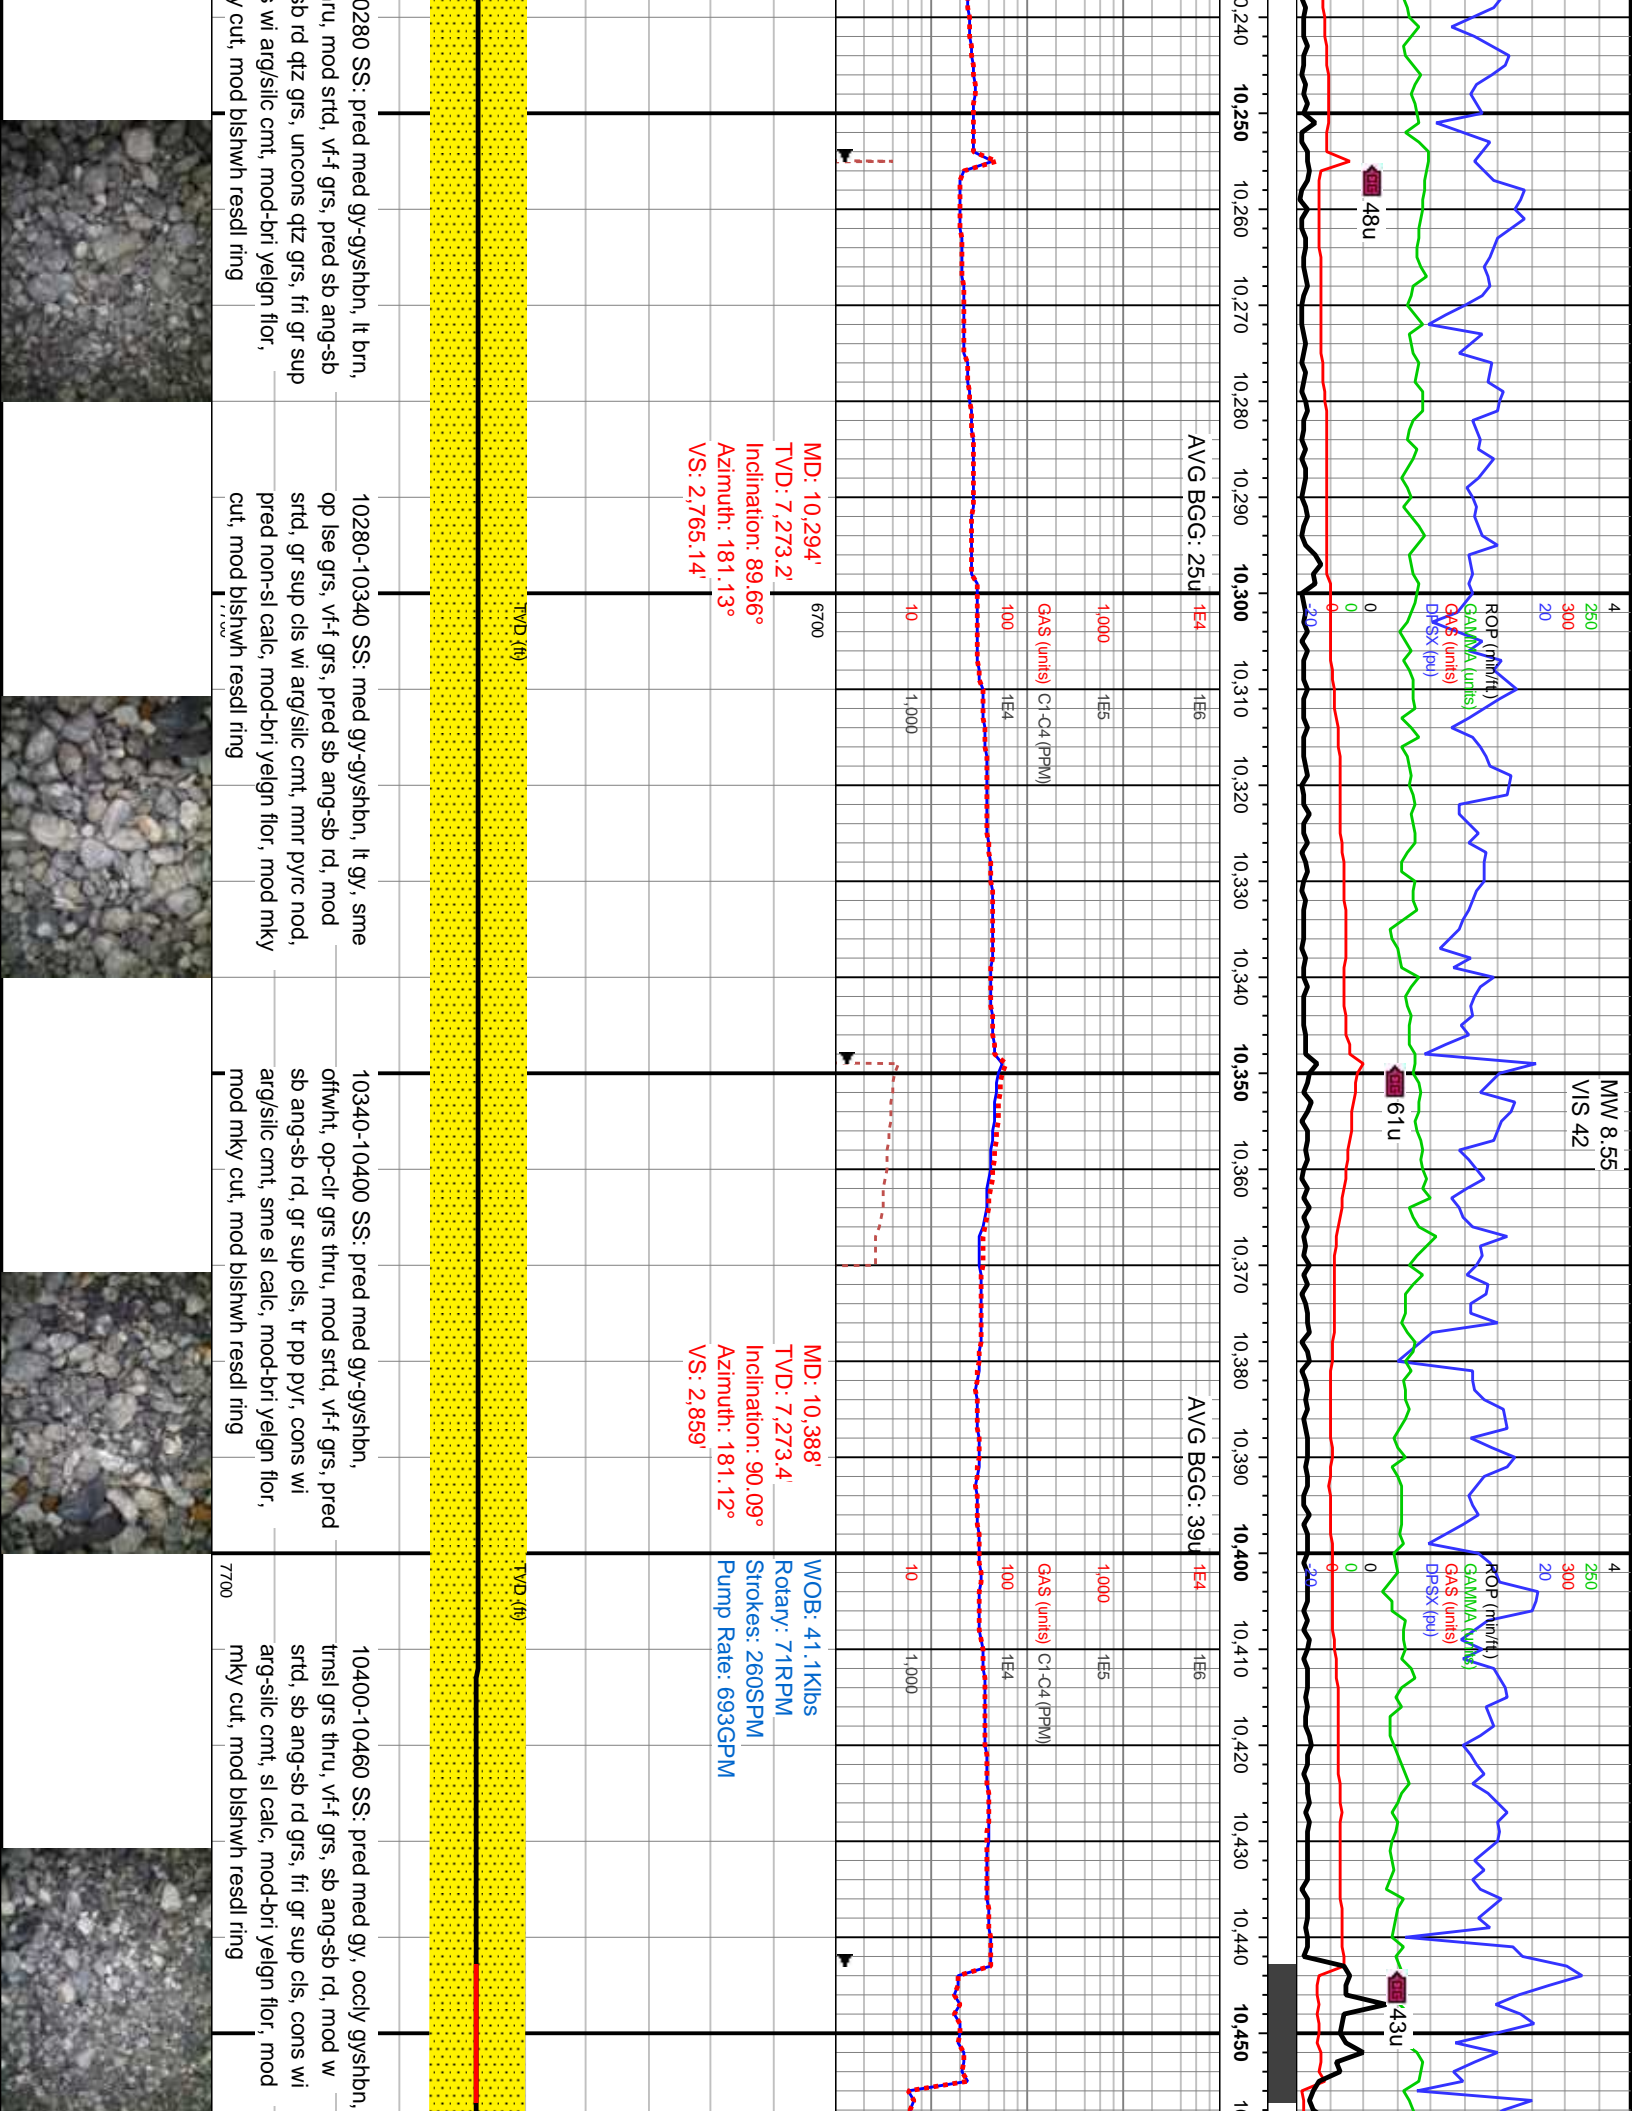 4
250
300
20
ROP (min/ft.)
GAMMA (units)
GAS (units)
DPSX (pu)
0
0
0
-20
4
250
300
20
ROP (min/ft.)
GAMMA (units)
GAS (units)
DPSX (pu)
0
0
0
-20
MW 8.55
VIS 42
48u
61u
43u
10,250
10,260
10,270
10,280
10,290
10,300
10,310
10,320
10,330
10,340
10,350
10,360
10,370
10,380
10,390
10,400
10,410
10,420
10,430
10,440
10,450
AVG BGG: 25u
AVG BGG: 39u
1E4
1E6
1,000
1E5
GAS (units) C1-C4 (PPM)
100
1E4
10
1,000
1E4
1E6
1,000
1E5
GAS (units) C1-C4 (PPM)
100
1E4
10
1,000
6700
MD: 10,294'
TVD: 7,273.2'
Inclination: 89.66°
Azimuth: 181.13°
VS: 2,765.14'
MD: 10,388'
TVD: 7,273.4'
Inclination: 90.09°
Azimuth: 181.12°
VS: 2,859'
WOB: 41.1Klbs
Rotary: 71RPM
Strokes: 260SPM
Pump Rate: 693GPM
TVD (ft)
TVD (ft)
0280 SS: pred med gy-gyshbn, lt brn,
ru, mod srtd, vf-f grs, pred sb ang-sb
sb rd qtz grs, uncons qtz grs, fri gr sup
s wi arg/silc cmt, mod-bri yelgn flor,
y cut, mod blshwh resdl ring
10280-10340 SS: med gy-gyshbn, lt gy, sme
op lse grs, vf-f grs, pred sb ang-sb rd, mod
srtd, gr sup cls wi arg/silc cmt, mnr pyrc nod,
pred non-sl calc, mod-bri yelgn flor, mod mky
cut, mod blshwh resdl ring
10340-10400 SS: pred med gy-gyshbn,
offwht, op-clr grs thru, mod srtd, vf-f grs, pred
sb ang-sb rd, gr sup cls, tr pp pyr, cons wi
arg/silc cmt, sme sl calc, mod-bri yelgn flor,
mod mky cut, mod blshwh resdl ring
7700
10400-10460 SS: pred med gy, occly gyshbn,
trnsl grs thru, vf-f grs, sb ang-sb rd, mod w
srtd, sb ang-sb rd grs, fri gr sup cls, cons wi
arg-silc cmt, sl calc, mod-bri yelgn flor, mod
mky cut, mod blshwh resdl ring